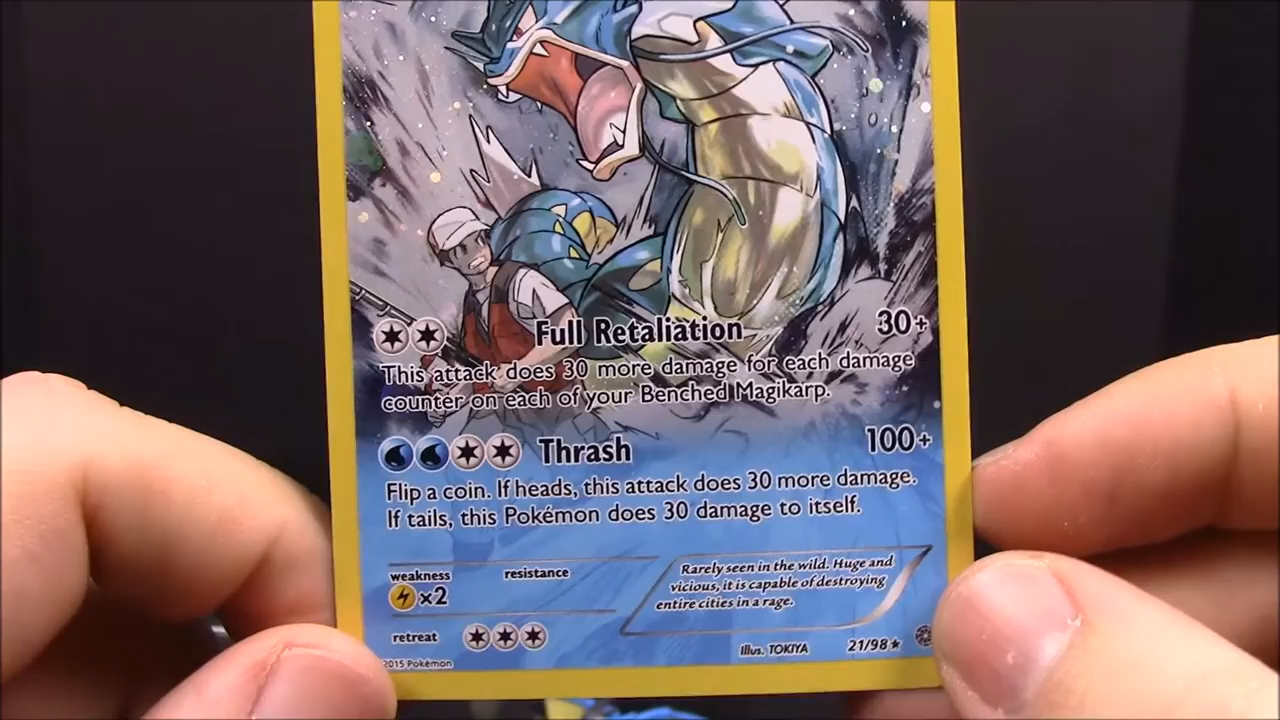 Full Retaliation 30+
This attack does 30 more damage for each damage
counter on each of your Benched Magikarp.
Thrash 100+
Flip a coin. If heads, this attack does 30 more damage.
If tails, this Pokémon does 30 damage to itself.
weakness resistance
×2
Rarely seen in the wild. Huge and
vicious, it is capable of destroying
entire cities in a rage.
retreat
Illus. TOKIYA 21/98★
2015 Pokémon